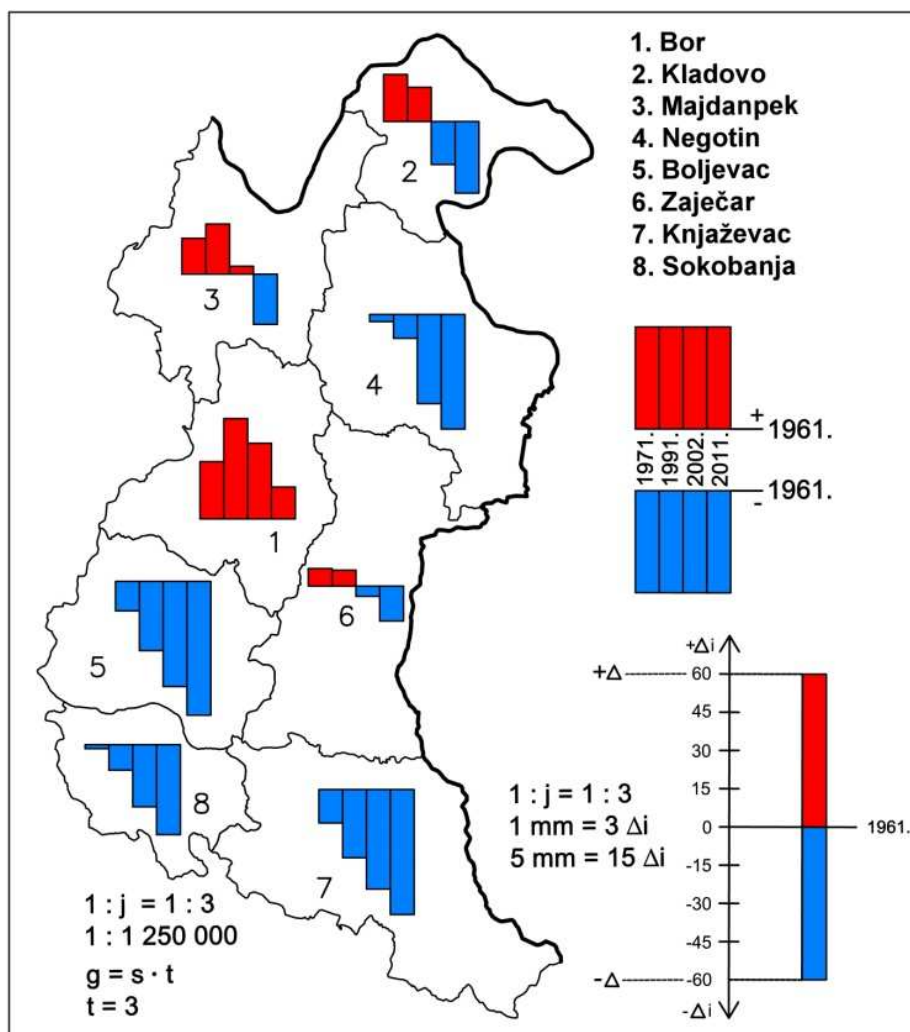 1. Bor
2. Kladovo
3. Majdanpek
4. Negotin
5. Boljevac
6. Zaječar
7. Knjaževac
8. Sokobanja
2
3
4
1
6
5
8
7
+
1961.
1971.
1991.
2002.
2011.
1961.
-
+Δi
+Δ
60
45
30
15
0
1961.
-15
-30
-45
-Δ
-60
-Δi
1 : j = 1 : 3
1 mm = 3 Δi
5 mm = 15 Δi
1 : j = 1 : 3
1 : 1 250 000
g = s · t
t = 3